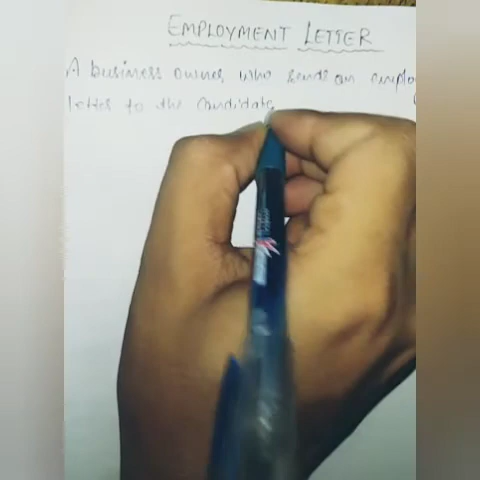 EMPLOYMENT LETTER
A business owner who sends an emplo
letter to the candidate